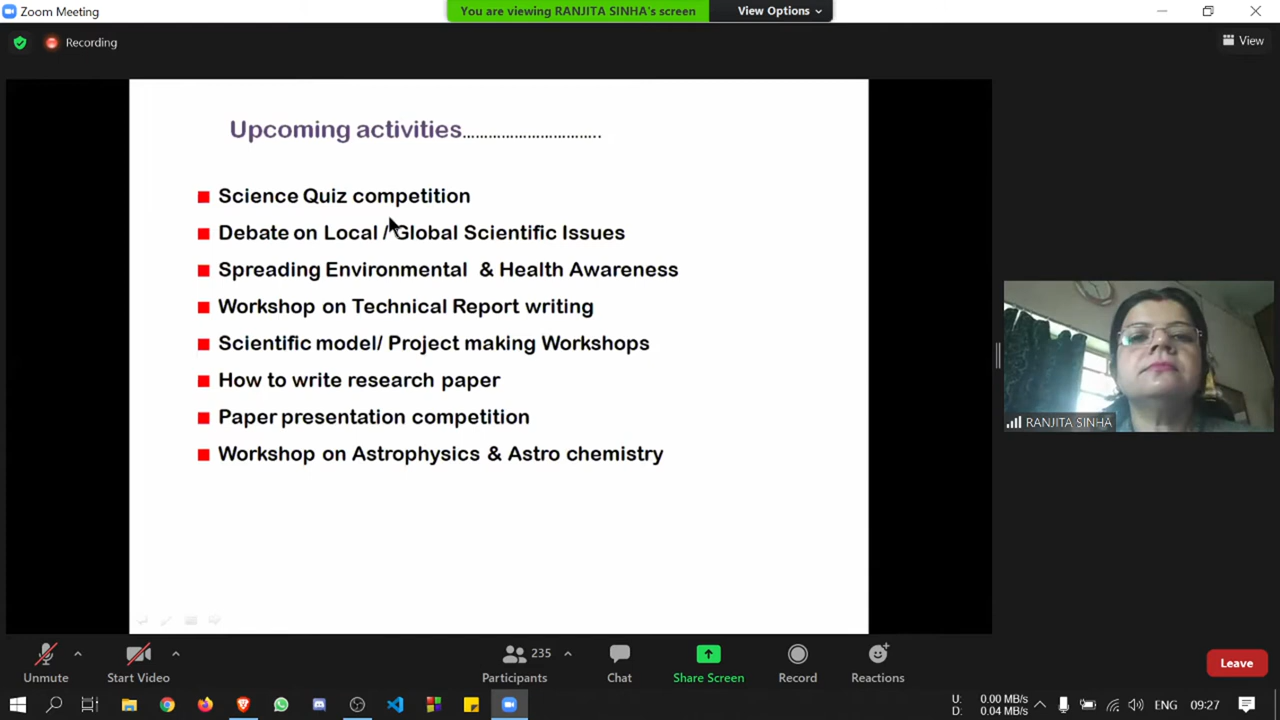 Zoom Meeting
You are viewing RANJITA SINHA's screen
View Options
Recording
View
Upcoming activities................................
Science Quiz competition
Debate on Local / Global Scientific Issues
Spreading Environmental & Health Awareness
Workshop on Technical Report writing
Scientific model/ Project making Workshops
How to write research paper
Paper presentation competition
Workshop on Astrophysics & Astro chemistry
RANJITA SINHA
Unmute
Start Video
235
Participants
Chat
Share Screen
Record
Reactions
Leave
U: 0.00 MB/s
D: 0.04 MB/s
ENG
09:27